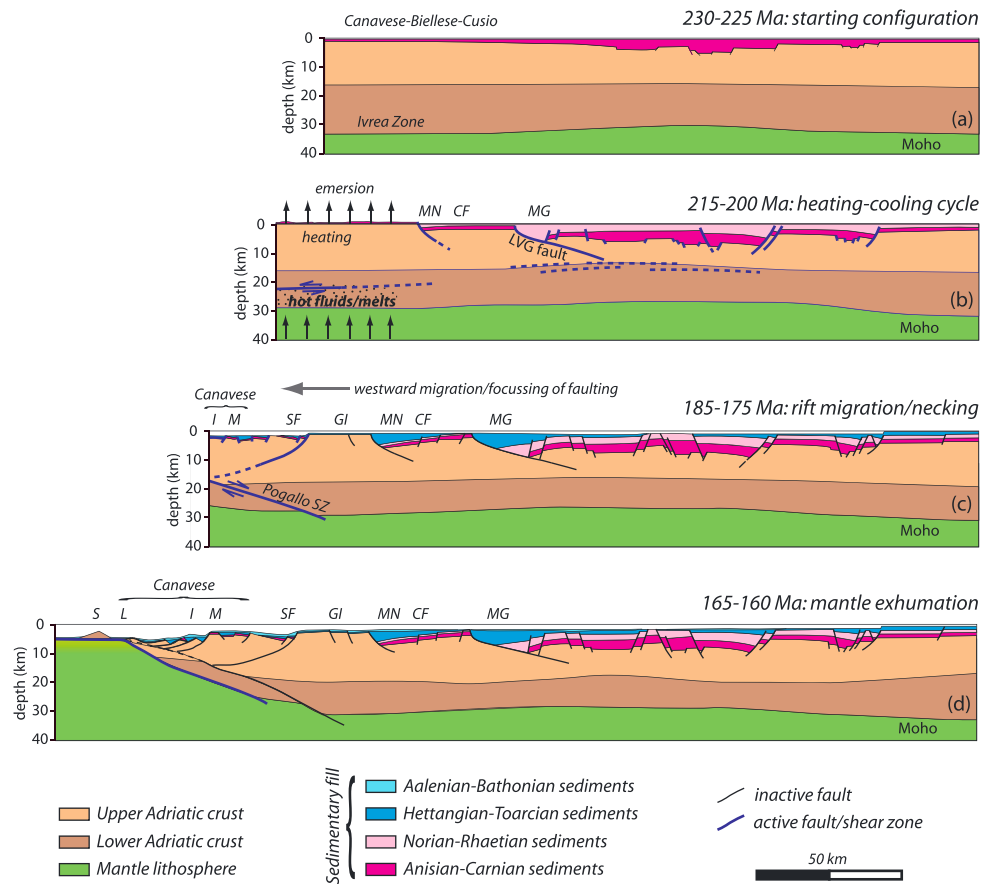 Canavese-Biellese-Cusio
230-225 Ma: starting configuration
0
10
20
30
40
depth (km)
Ivrea Zone
(a)
Moho
emersion
215-200 Ma: heating-cooling cycle
MN CF MG
0
10
20
30
40
depth (km)
heating
LVG fault
hot fluids/melts
(b)
Moho
westward migration/focussing of faulting
Canavese
185-175 Ma: rift migration/necking
I M SF GI MN CF MG
0
10
20
30
40
depth (km)
Pogallo SZ
(c)
Moho
Canavese
165-160 Ma: mantle exhumation
S L I M SF GI MN CF MG
0
10
20
30
40
depth (km)
(d)
Moho
Upper Adriatic crust
Lower Adriatic crust
Mantle lithosphere
Sedimentary fill
Aalenian-Bathonian sediments
Hettangian-Toarcian sediments
Norian-Rhaetian sediments
Anisian-Carnian sediments
inactive fault
active fault/shear zone
50 km